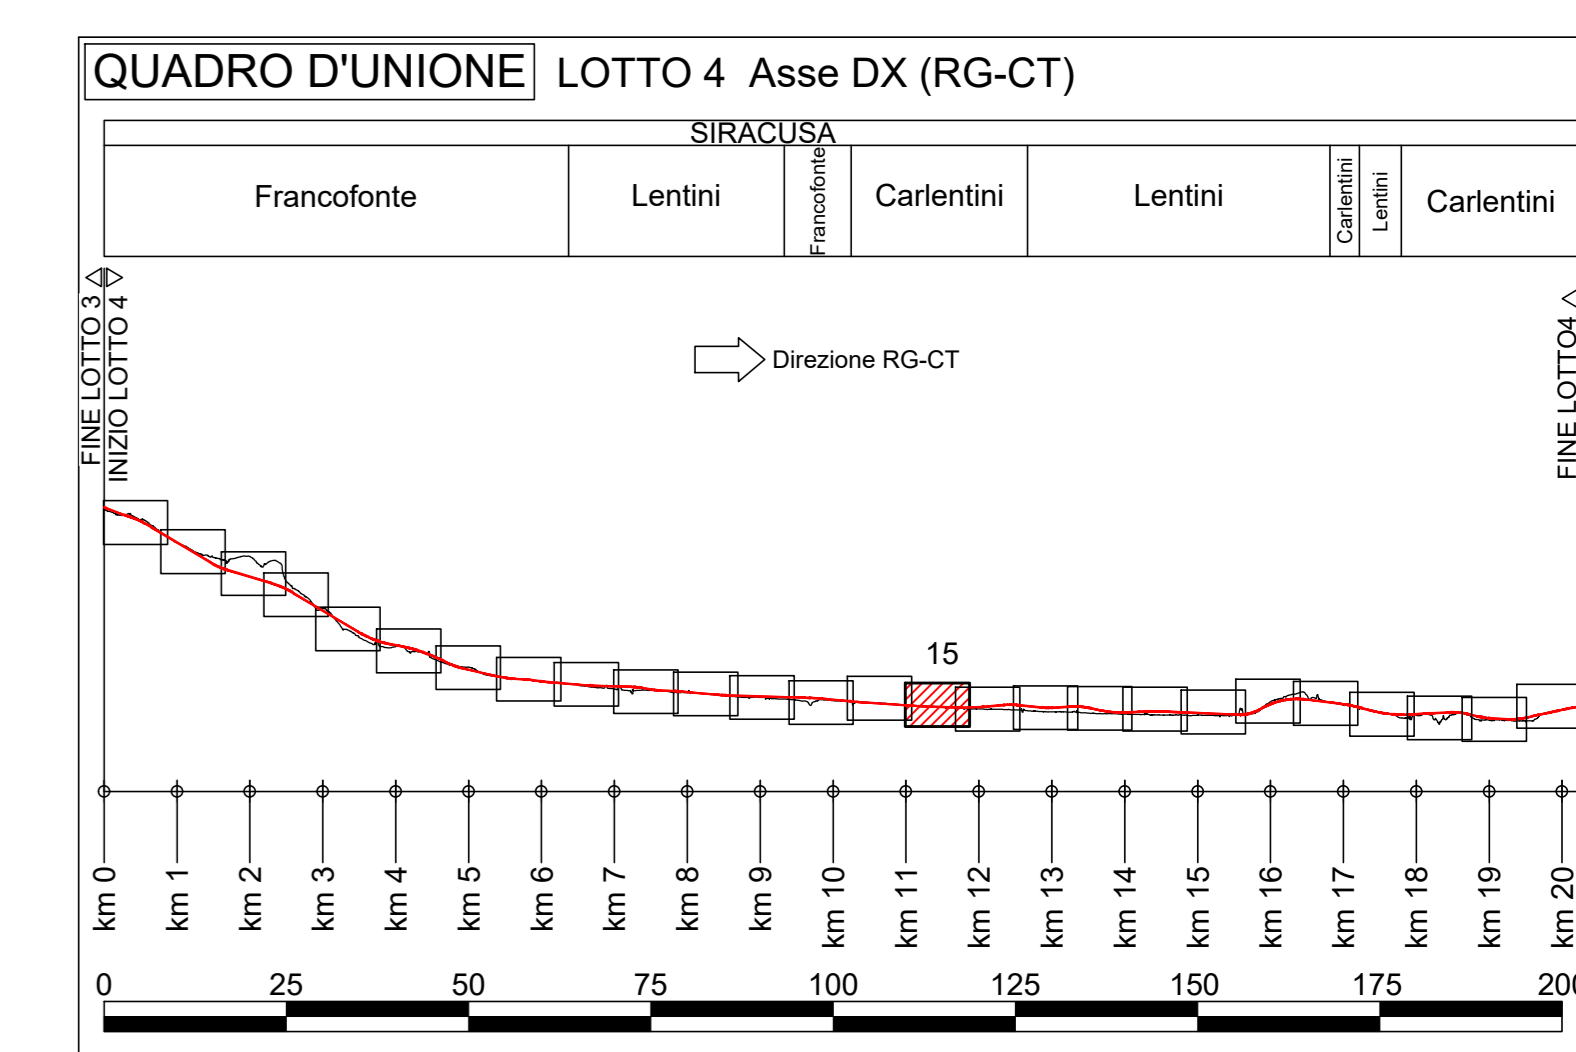 QUADRO D'UNIONE LOTTO 4 Asse DX (RG-CT)
SIRACUSA
Francofonte Lentini Francofonte Carlentini Lentini Carlentini Lentini Carlentini
FINE LOTTO 3
INIZIO LOTTO 4
FINE LOTTO4
Direzione RG-CT
15
km 0 km 1 km 2 km 3 km 4 km 5 km 6 km 7 km 8 km 9 km 10 km 11 km 12 km 13 km 14 km 15 km 16 km 17 km 18 km 19 km 20
0 25 50 75 100 125 150 175 200